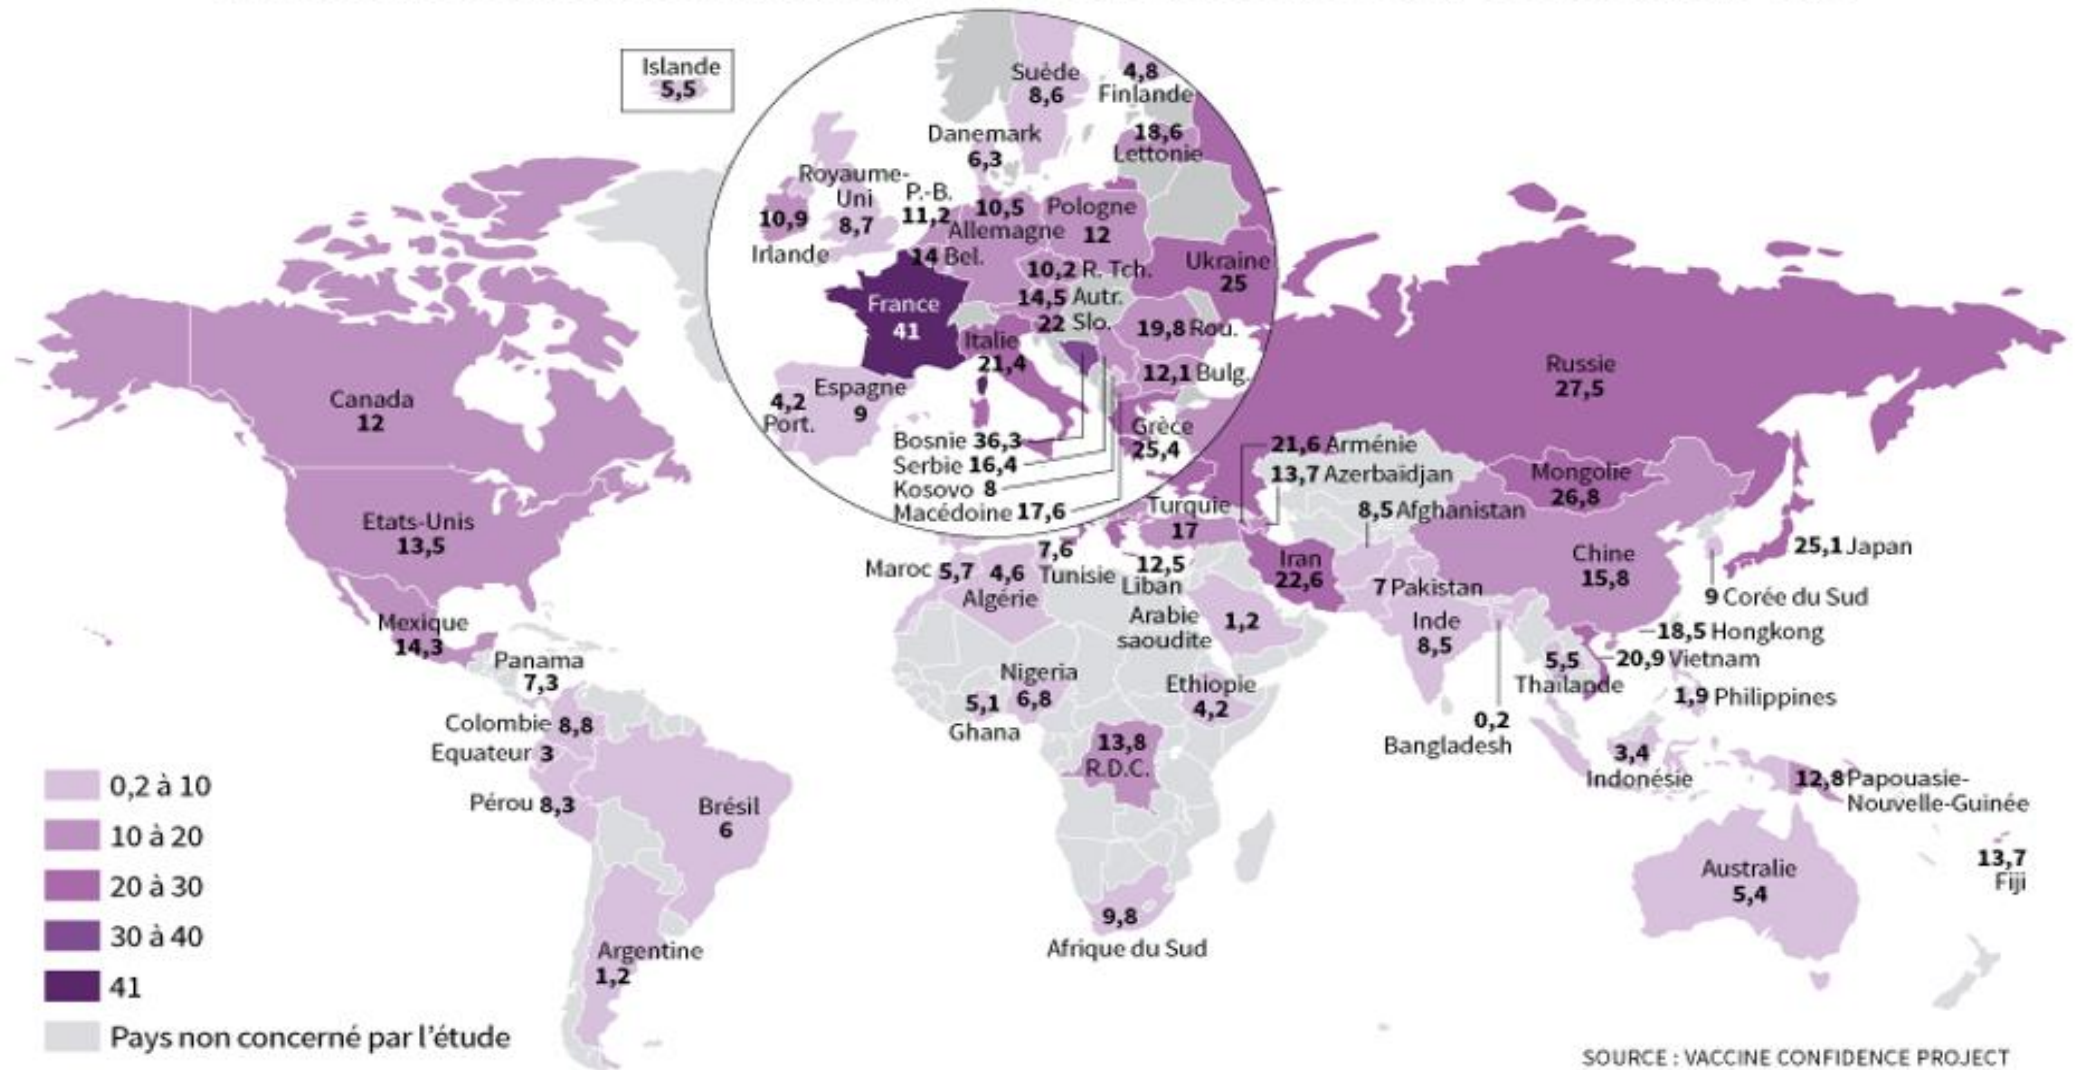 Islande
5,5
Suède
8,6
4,8
Finlande
Danemark
6,3
18,6
Lettonie
Royaume-
Uni
8,7
P.-B.
11,2
10,9
Irlande
10,5
Allemagne
Pologne
12
14 Bel.
10,2 R. Tch.
Ukraine
25
France
41
14,5 Autr.
22 Slo.
19,8 Rou.
Italie
21,4
12,1 Bulg.
Espagne
9
4,2
Port.
Grèce
25,4
Bosnie 36,3
Serbie 16,4
Kosovo 8
Macédoine 17,6
Canada
12
Etats-Unis
13,5
Mexique
14,3
Panama
7,3
Colombie 8,8
Equateur 3
Pérou 8,3
Brésil
6
Argentine
1,2
Russie
27,5
21,6 Arménie
13,7 Azerbaïdjan
8,5 Afghanistan
Mongolie
26,8
Turquie
17
Maroc 5,7
4,6
Algérie
7,6
Tunisie
12,5
Liban
Iran
22,6
Chine
15,8
25,1 Japan
7 Pakistan
9 Corée du Sud
Arabie
saoudite
1,2
Inde
8,5
18,5 Hongkong
20,9 Vietnam
5,5
Thaïlande
1,9 Philippines
Nigeria
6,8
5,1
Ghana
Ethiopie
4,2
0,2
Bangladesh
13,8
R.D.C.
3,4
Indonésie
12,8 Papouasie-
Nouvelle-Guinée
13,7
Fiji
Australie
5,4
9,8
Afrique du Sud
0,2 à 10
10 à 20
20 à 30
30 à 40
41
Pays non concerné par l'étude
SOURCE : VACCINE CONFIDENCE PROJECT